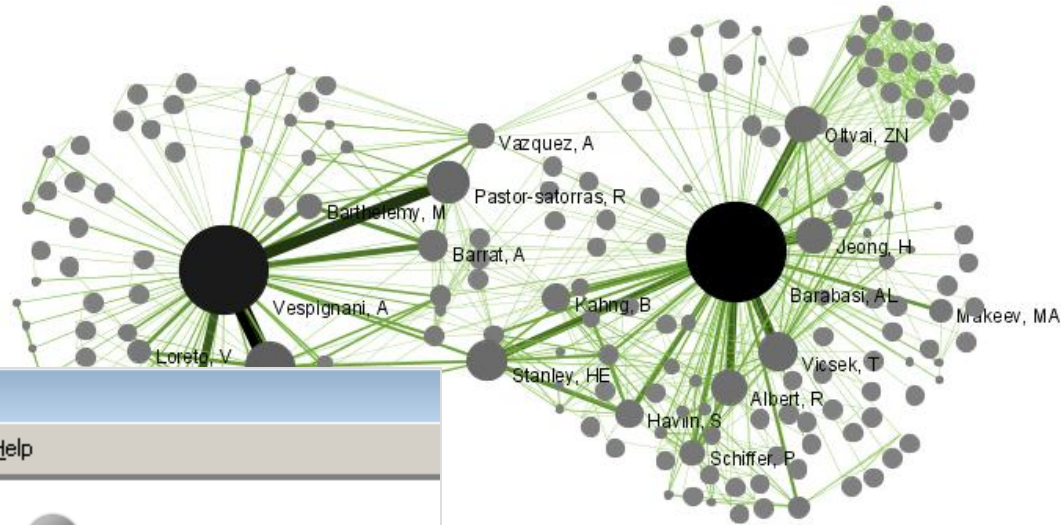 Oltvai, ZN
Vazquez, A
Pastor-satorras, R
Barthelemy, M
Barrat, A
Jeong, H
Barabasi, AL
Vespignani, A
Kahng, B
Makeev, MA
Loreto, V
Vicsek, T
Stanley, HE
Albert, R
Havlin, S
Schiffer, P
Help